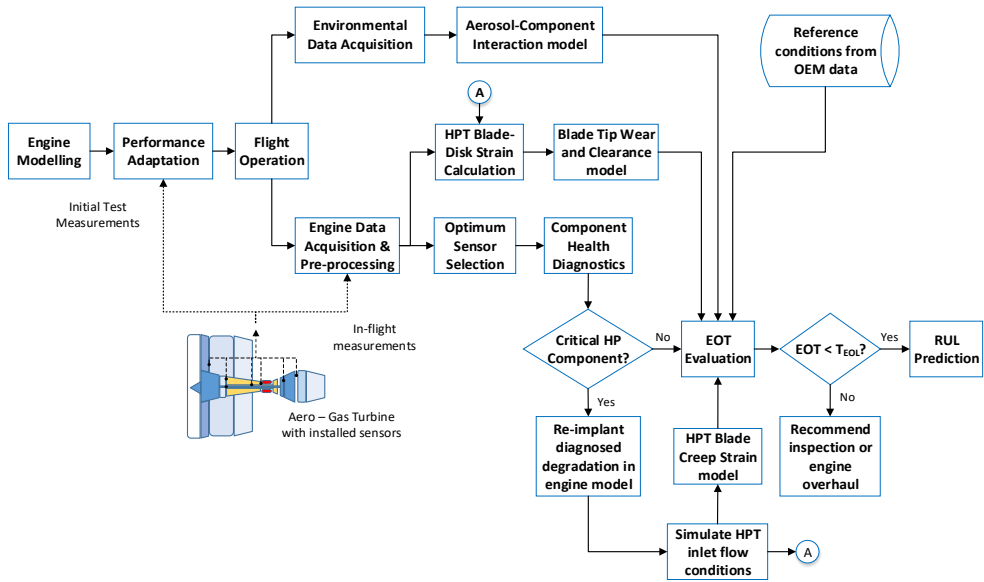 Environmental
Data Acquisition
Aerosol-Component
Interaction model
Reference
conditions from
OEM data
A
Engine
Modelling
Performance
Adaptation
Flight
Operation
HPT Blade-
Disk Strain
Calculation
Blade Tip Wear
and Clearance
model
Initial Test
Measurements
Engine Data
Acquisition &
Pre-processing
Optimum
Sensor
Selection
Component
Health
Diagnostics
In-flight
measurements
Critical HP
Component?
No
EOT
Evaluation
EOT < T_EOL?
Yes
RUL
Prediction
Aero – Gas Turbine
with installed sensors
Yes
No
Re-implant
diagnosed
degradation in
engine model
HPT Blade
Creep Strain
model
Recommend
inspection or
engine
overhaul
Simulate HPT
inlet flow
conditions
A